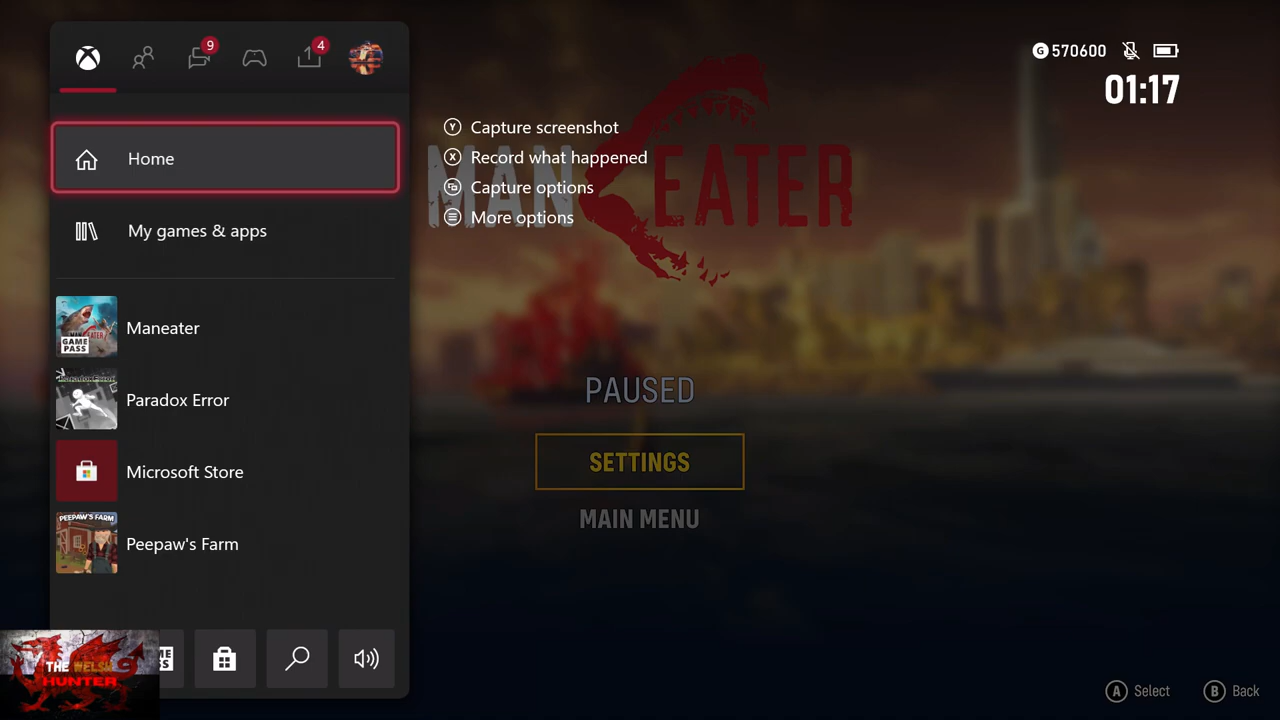 9
4
Home
My games & apps
MANEATER
GAME PASS
Maneater
Paradox Error
Microsoft Store
PEEPAW'S FARM
Peepaw's Farm
THE WELSH
HUNTER
Y Capture screenshot
X Record what happened
Capture options
More options
MANEATER
PAUSED
SETTINGS
MAIN MENU
G 570600
01:17
A Select
B Back